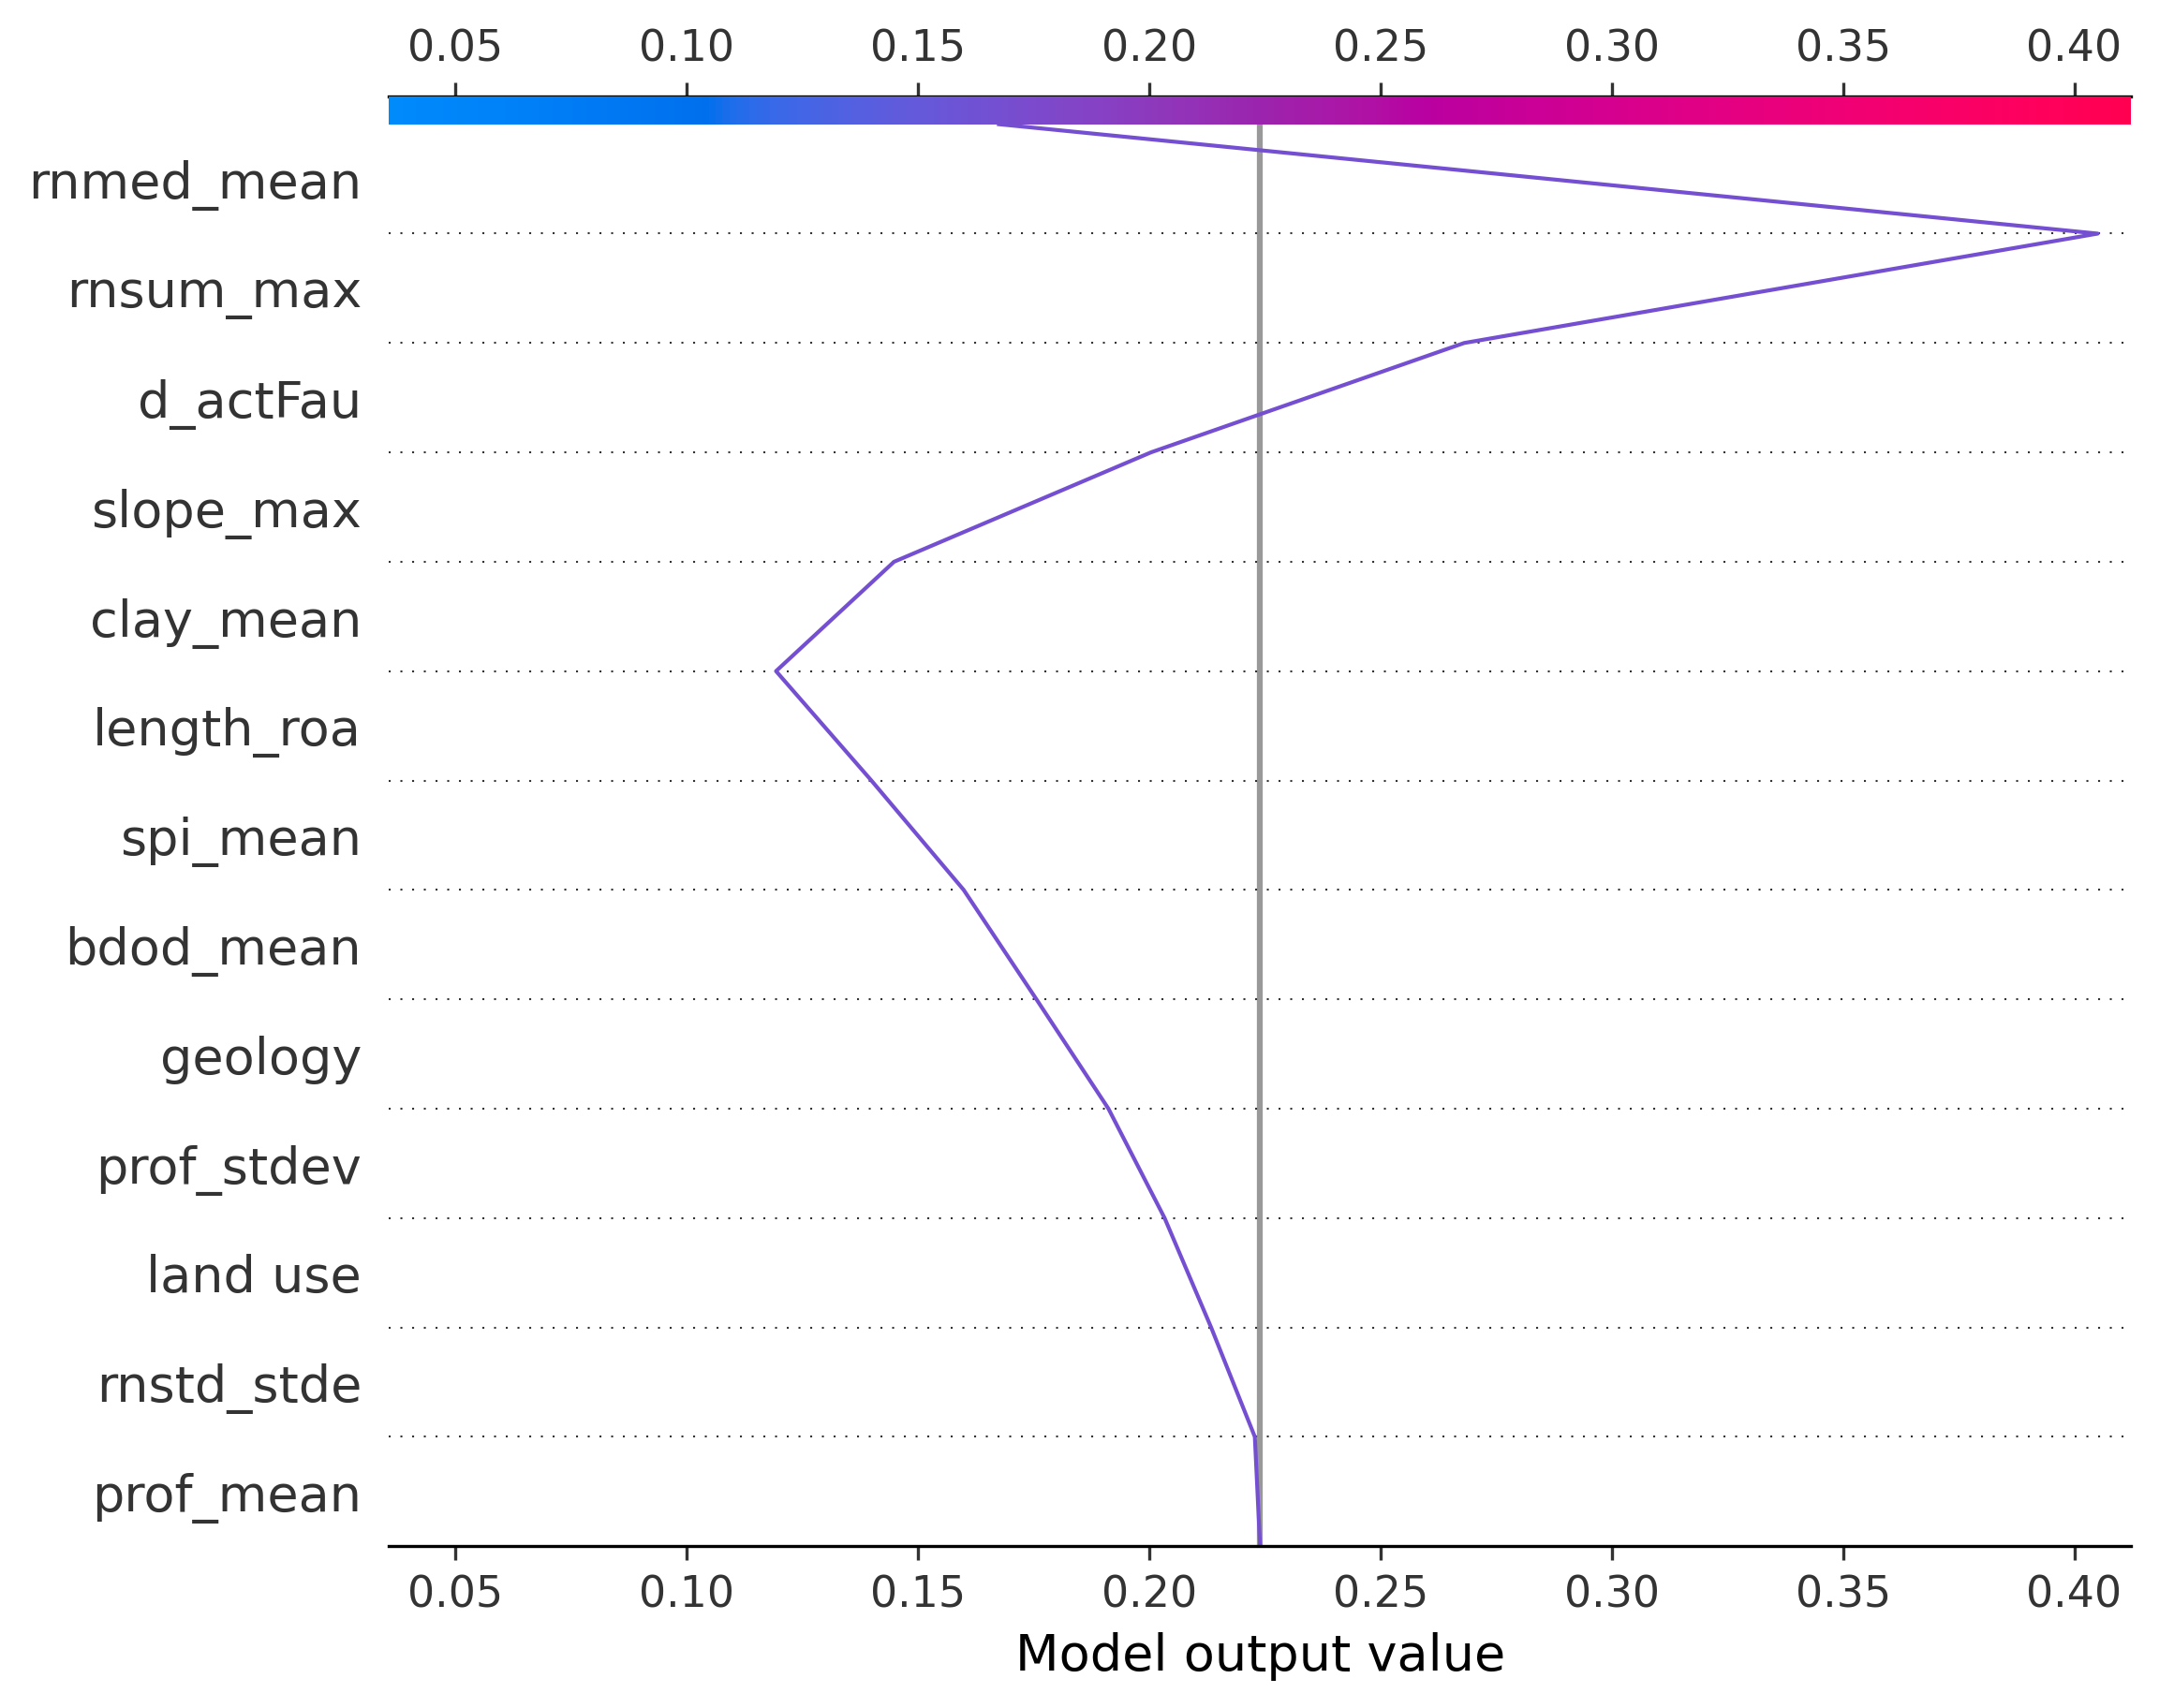 0.05 0.10 0.15 0.20 0.25 0.30 0.35 0.40
rnmed_mean
rnsum_max
d_actFau
slope_max
clay_mean
length_roa
spi_mean
bdod_mean
geology
prof_stdev
land use
rnstd_stde
prof_mean
0.05 0.10 0.15 0.20 0.25 0.30 0.35 0.40
Model output value